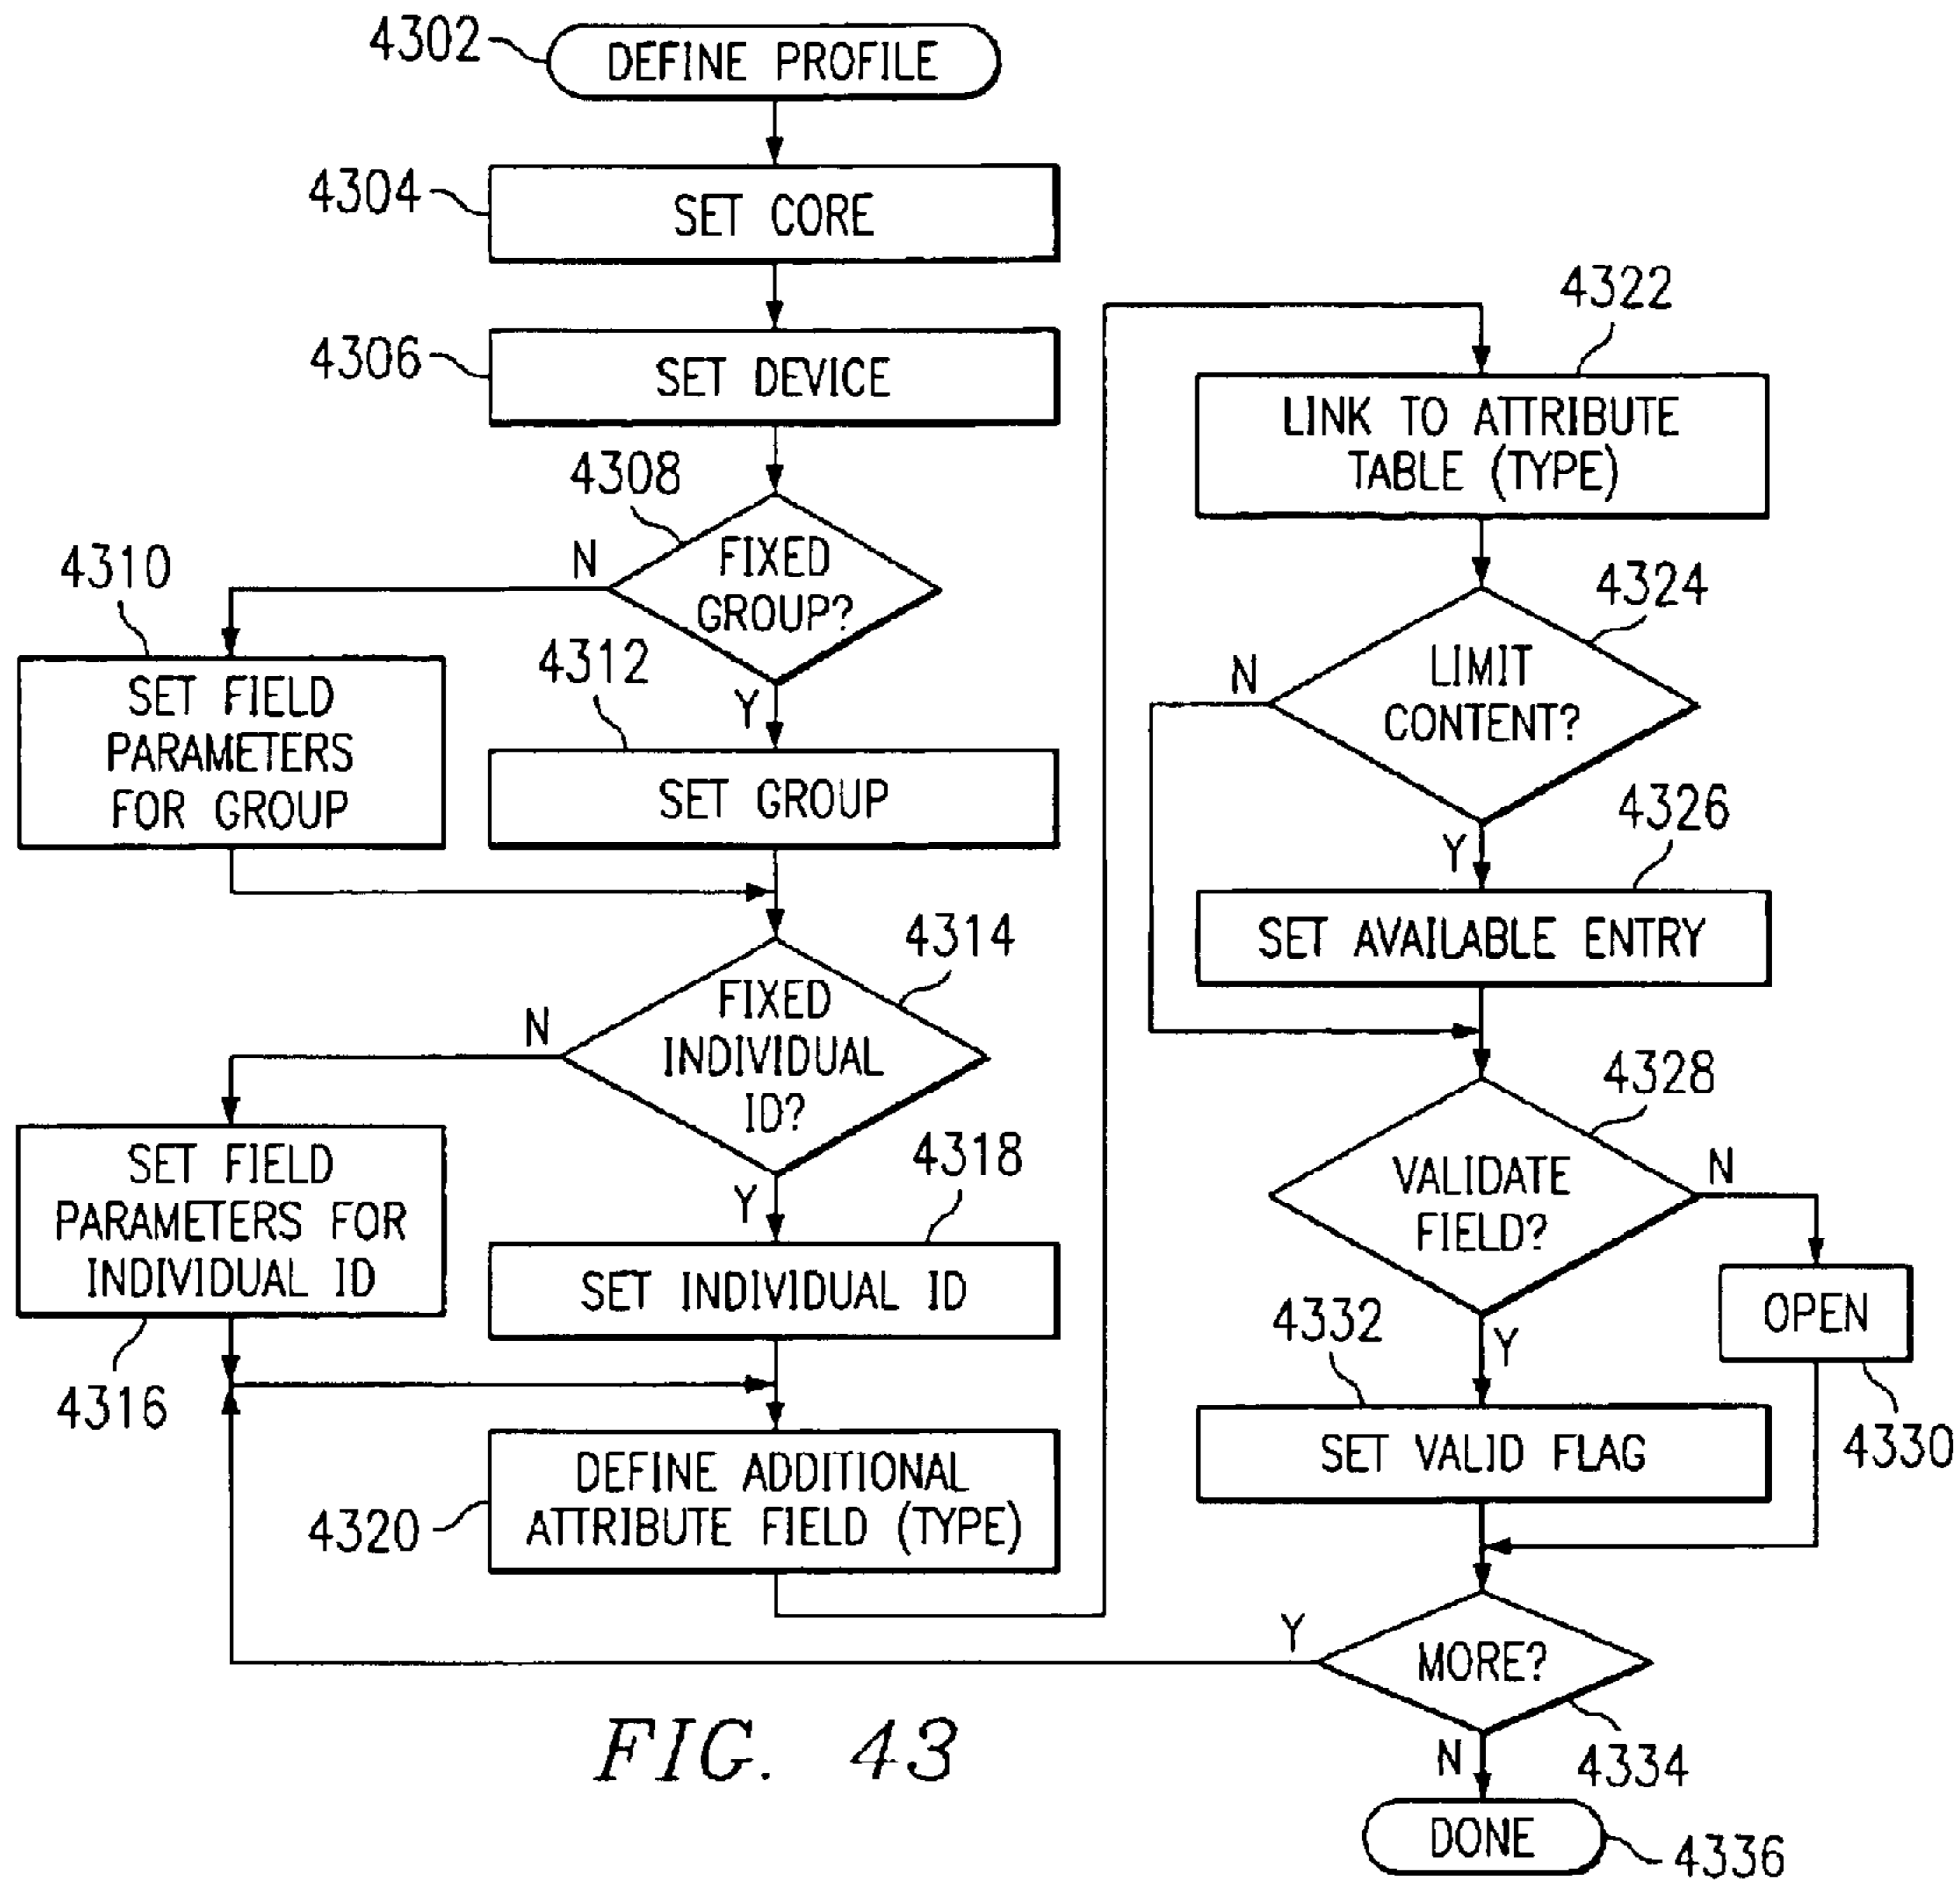 4302
DEFINE PROFILE
4304
SET CORE
4306
SET DEVICE
4308
FIXED
GROUP?
N
Y
4310
SET FIELD
PARAMETERS
FOR GROUP
4312
SET GROUP
4314
FIXED
INDIVIDUAL
ID?
N
Y
SET FIELD
PARAMETERS FOR
INDIVIDUAL ID
4316
4318
SET INDIVIDUAL ID
4320
DEFINE ADDITIONAL
ATTRIBUTE FIELD (TYPE)
4322
LINK TO ATTRIBUTE
TABLE (TYPE)
4324
LIMIT
CONTENT?
N
Y
4326
SET AVAILABLE ENTRY
4328
VALIDATE
FIELD?
N
Y
OPEN
4330
4332
SET VALID FLAG
MORE?
Y
N
4334
DONE
4336
FIG. 43